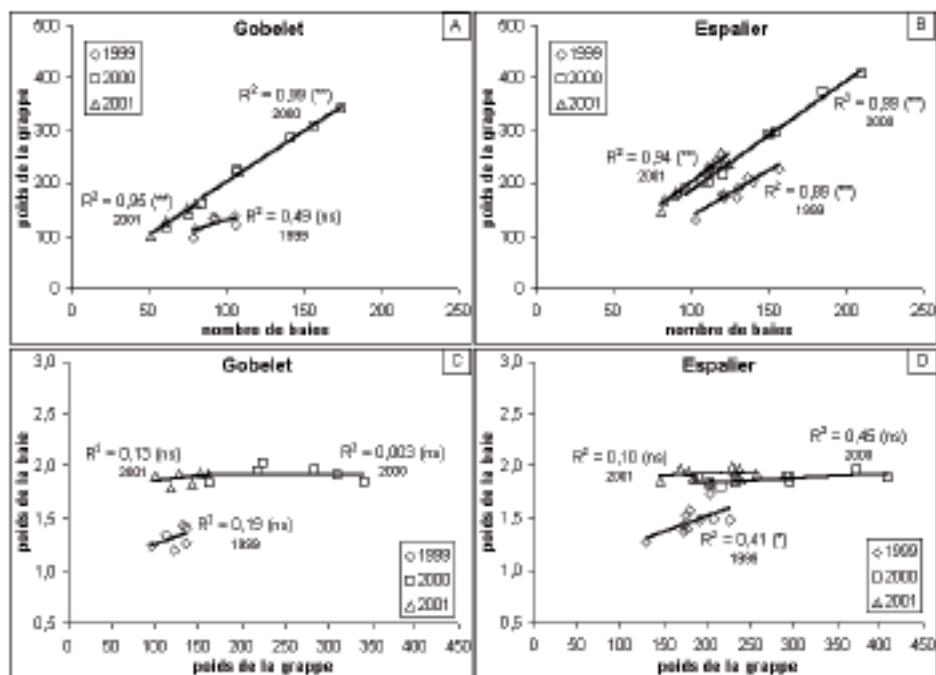 Gobelet
A
poids de la grappe
600
500
400
300
200
100
0
1999
2000
2001
R² = 0,99 (**)
2000
R² = 0,95 (**)
2001
R² = 0,49 (ns)
1999
0 50 100 150 200 250
nombre de baies
Espalier
B
poids de la grappe
500
400
300
200
100
0
1999
2000
2001
R² = 0,99 (**)
2000
R² = 0,94 (**)
2001
R² = 0,89 (**)
1999
0 50 100 150 200 250
nombre de baies
Gobelet
C
poids de la baie
3,0
2,5
2,0
1,5
1,0
0,5
R² = 0,13 (ns)
2001
R² = 0,003 (ns)
2000
R² = 0,19 (ns)
1999
1999
2000
2001
0 50 100 150 200 250 300 350 400 450
poids de la grappe
Espalier
D
poids de la baie
3,0
2,5
2,0
1,5
1,0
0,5
R² = 0,10 (ns)
2001
R² = 0,45 (ns)
2000
R² = 0,41 (*)
1999
1999
2000
2001
0 50 100 150 200 250 300 350 400 450
poids de la grappe